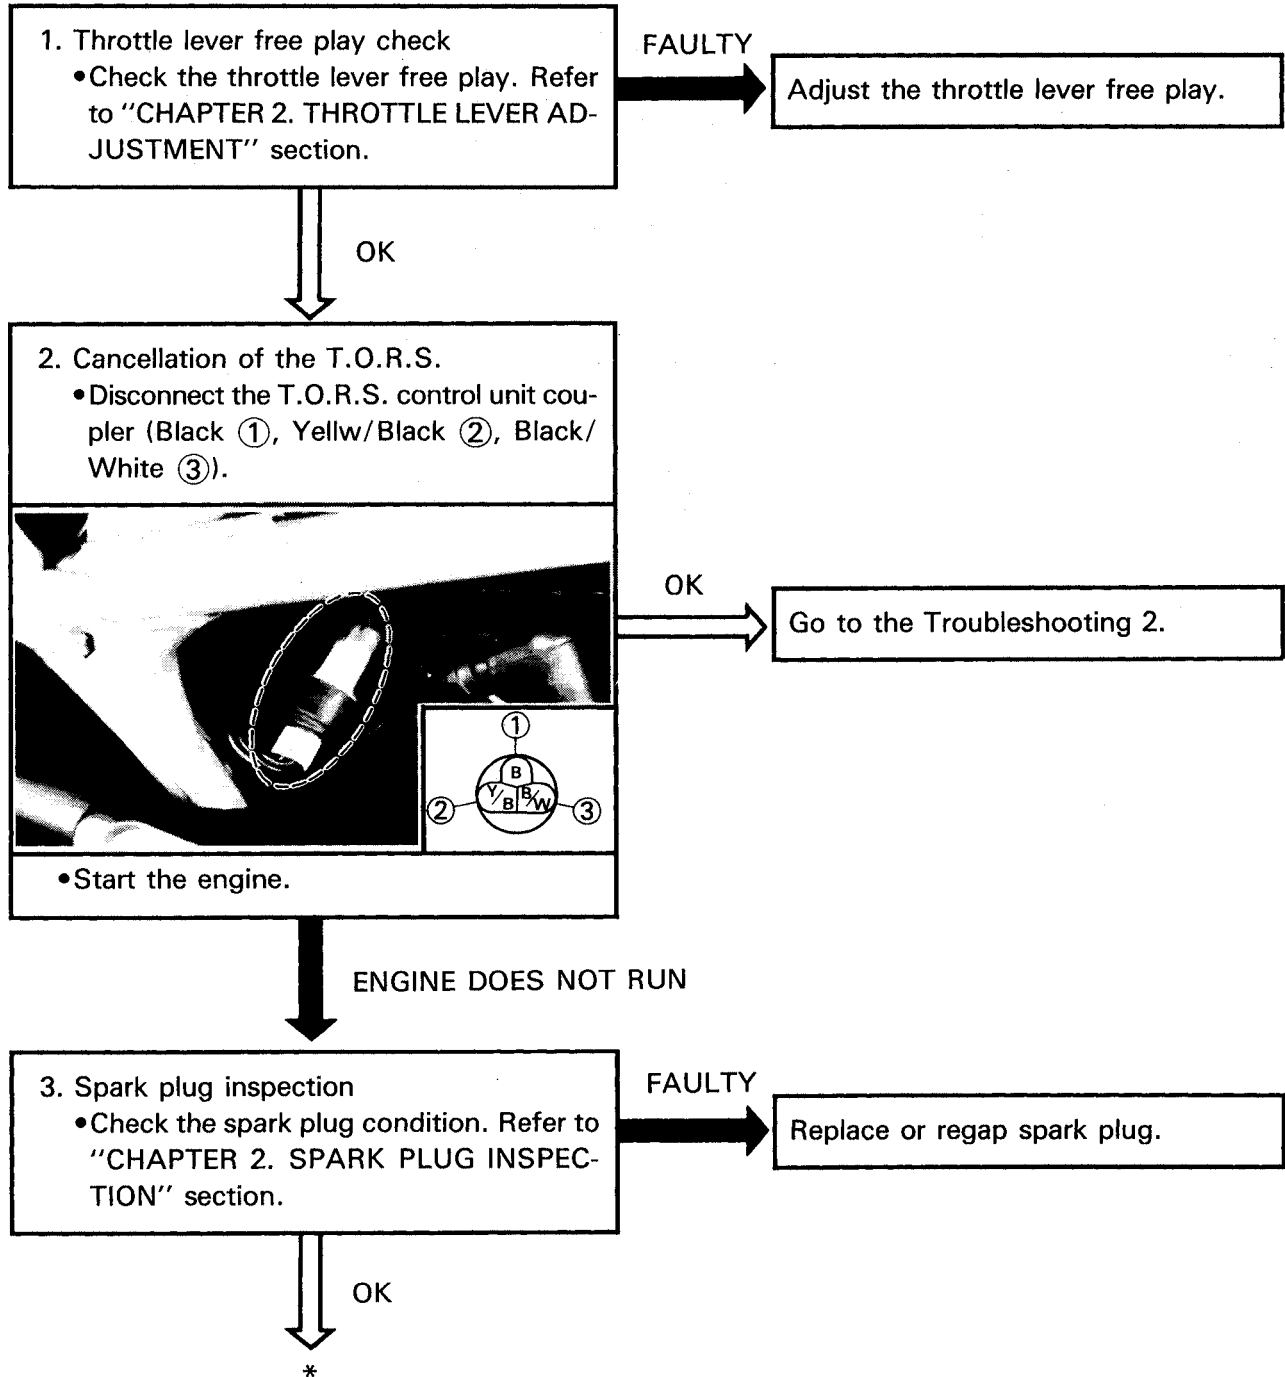 1. Throttle lever free play check
•Check the throttle lever free play. Refer
to "CHAPTER 2. THROTTLE LEVER AD-
JUSTMENT" section.
FAULTY
Adjust the throttle lever free play.
OK
2. Cancellation of the T.O.R.S.
•Disconnect the T.O.R.S. control unit cou-
pler (Black ①, Yellw/Black ②, Black/
White ③).
OK
Go to the Troubleshooting 2.
①
B
Y/B B/W
② ③
•Start the engine.
ENGINE DOES NOT RUN
3. Spark plug inspection
•Check the spark plug condition. Refer to
"CHAPTER 2. SPARK PLUG INSPEC-
TION" section.
FAULTY
Replace or regap spark plug.
OK
*